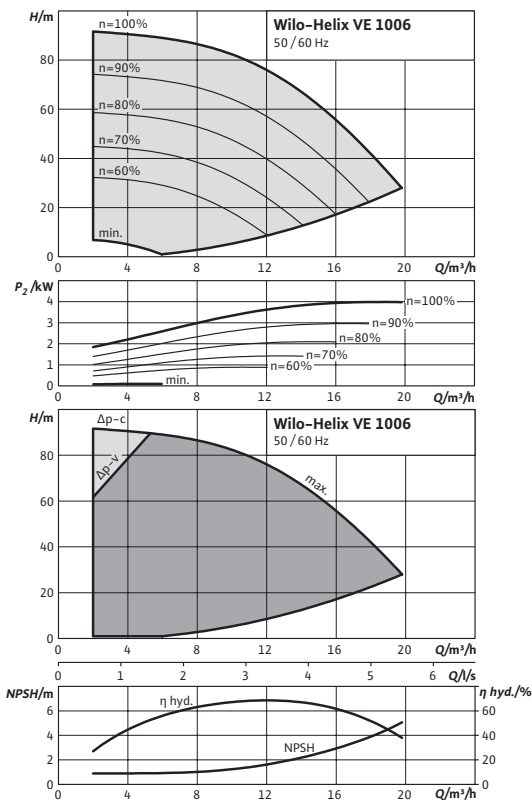 H/m
n=100%
Wilo-Helix VE 1006
50 / 60 Hz
80
n=90%
60
n=80%
40
n=70%
n=60%
20
min.
0
0 4 8 12 16 20 Q/m³/h
P₂/kW
4
n=100%
3
n=90%
2
n=80%
1
n=70%
n=60%
min.
0
0 4 8 12 16 20 Q/m³/h
H/m
Δp-c
Wilo-Helix VE 1006
50 / 60 Hz
80
Δp-v
max.
60
40
20
0
0 4 8 12 16 20 Q/m³/h
0 1 2 3 4 5 6 Q/l/s
NPSH/m
η hyd./%
η hyd.
6 60
4 40
NPSH
2 20
0 0
0 4 8 12 16 20 Q/m³/h